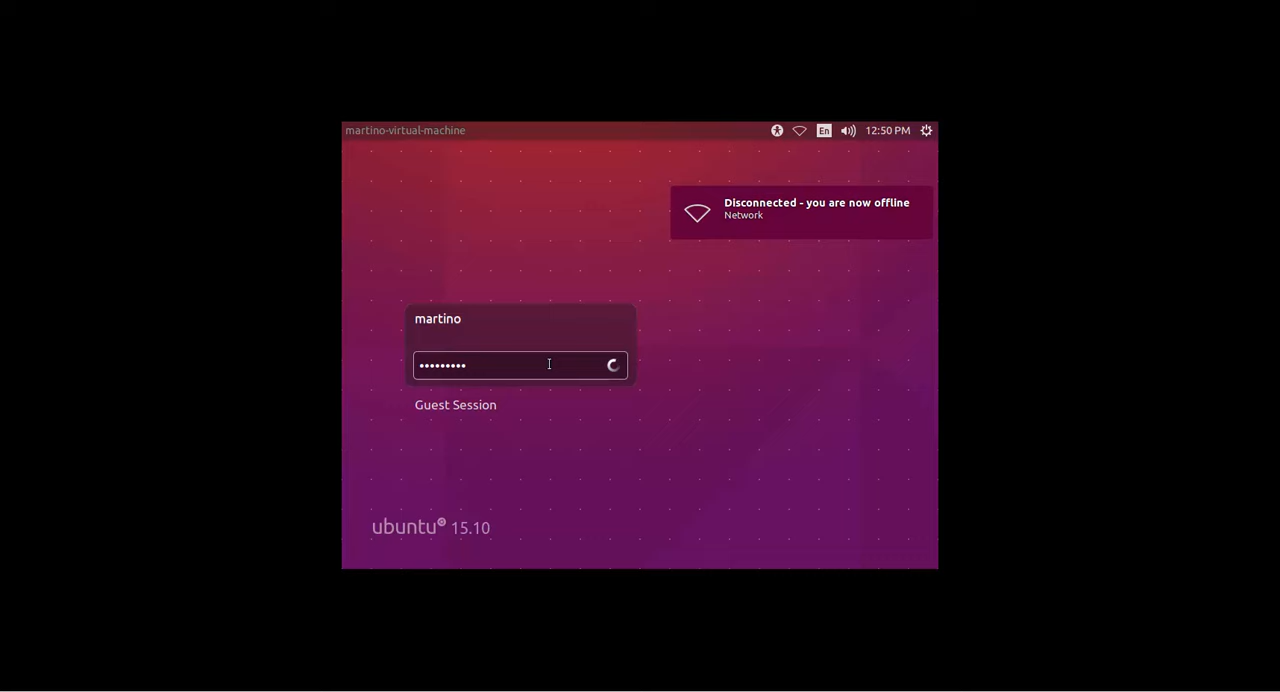 martino-virtual-machine
En
12:50 PM
Disconnected - you are now offline
Network
martino
•••••••••
Guest Session
ubuntu 15.10